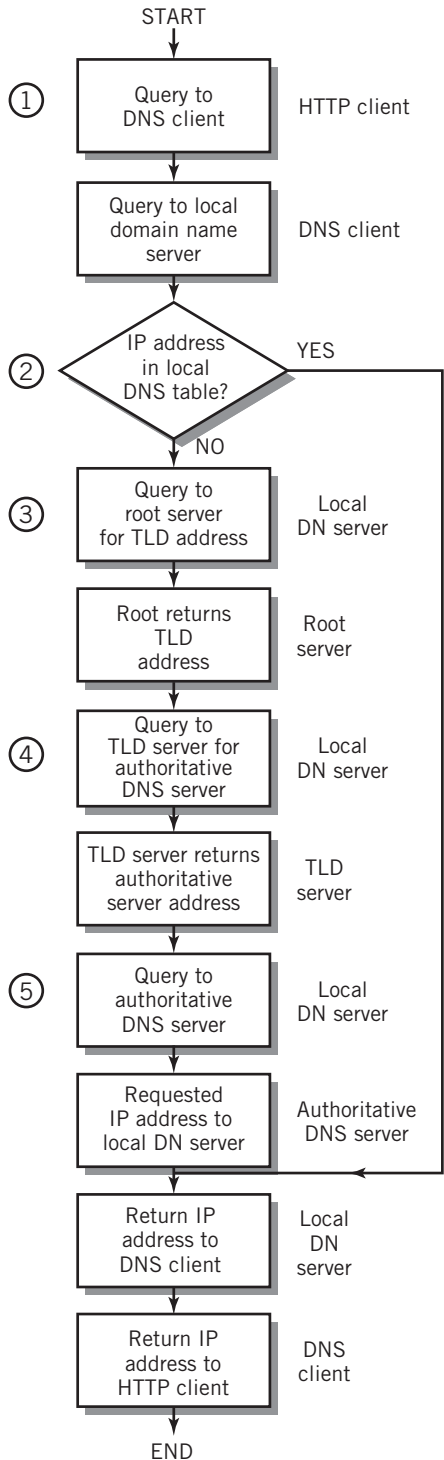 START
①
Query to
DNS client
HTTP client
Query to local
domain name
server
DNS client
②
IP address
in local
DNS table?
YES
NO
③
Query to
root server
for TLD address
Local
DN server
Root returns
TLD
address
Root
server
④
Query to
TLD server for
authoritative
DNS server
Local
DN server
TLD server returns
authoritative
server address
TLD
server
⑤
Query to
authoritative
DNS server
Local
DN server
Requested
IP address to
local DN server
Authoritative
DNS server
Return IP
address to
DNS client
Local
DN
server
Return IP
address to
HTTP client
DNS
client
END